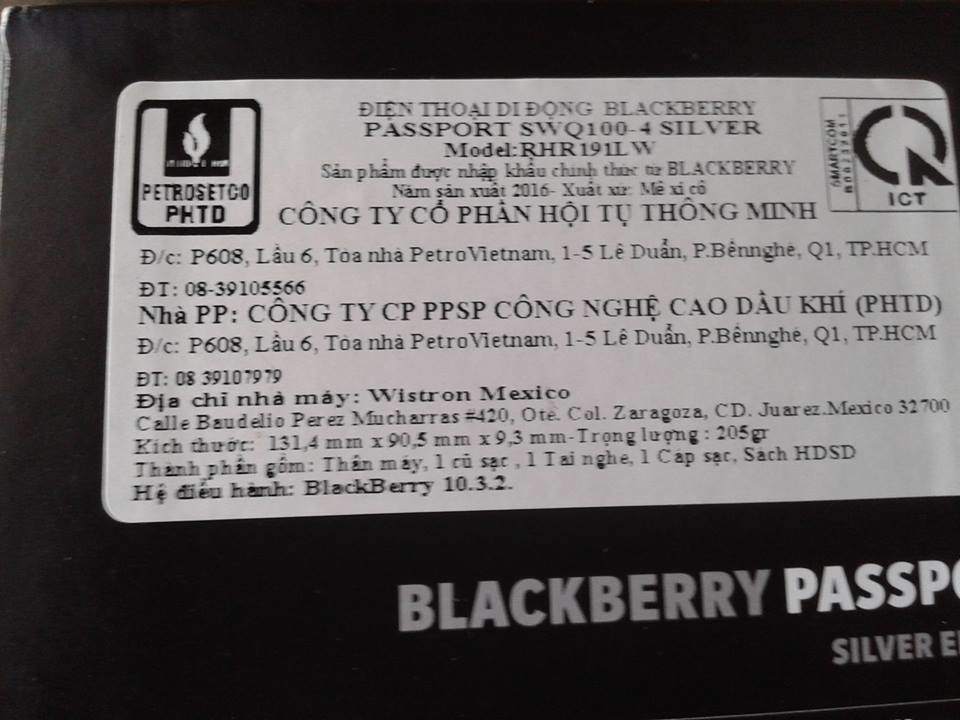 PETROSETCO
PHTD
ĐIỆN THOẠI DI ĐỘNG BLACKBERRY
PASSPORT SWQ100-4 SILVER
Model:RHR191LW
Sản phẩm được nhập khẩu chính thức từ BLACKBERRY
Năm sản xuất 2016- Xuất xứ: Mê xi cô
CÔNG TY CỔ PHẦN HỘI TỤ THÔNG MINH
SMARTCOM
ICT
Đ/c: P608, Lầu 6, Tòa nhà PetroVietnam, 1-5 Lê Duẩn, P.Bếnnghé, Q1, TP.HCM
ĐT: 08-39105566
Nhà PP: CÔNG TY CP PPSP CÔNG NGHỆ CAO DẦU KHÍ (PHTD)
Đ/c: P608, Lầu 6, Tòa nhà PetroVietnam, 1-5 Lê Duẩn, P.Bếnnghé, Q1, TP.HCM
ĐT: 08 39107979
Địa chỉ nhà máy: Wistron Mexico
Calle Baudelio Perez Mucharras #420, Ote. Col. Zaragoza, CD. Juarez.Mexico 32700
Kích thước: 131,4 mm x 90,5 mm x 9,3 mm-Trọng lượng : 205gr
Thành phần gồm: Thân máy, 1 củ sạc , 1 Tai nghe, 1 Cáp sạc, Sách HDSD
Hệ điều hành: BlackBerry 10.3.2.
BLACKBERRY PASSPO
SILVER E